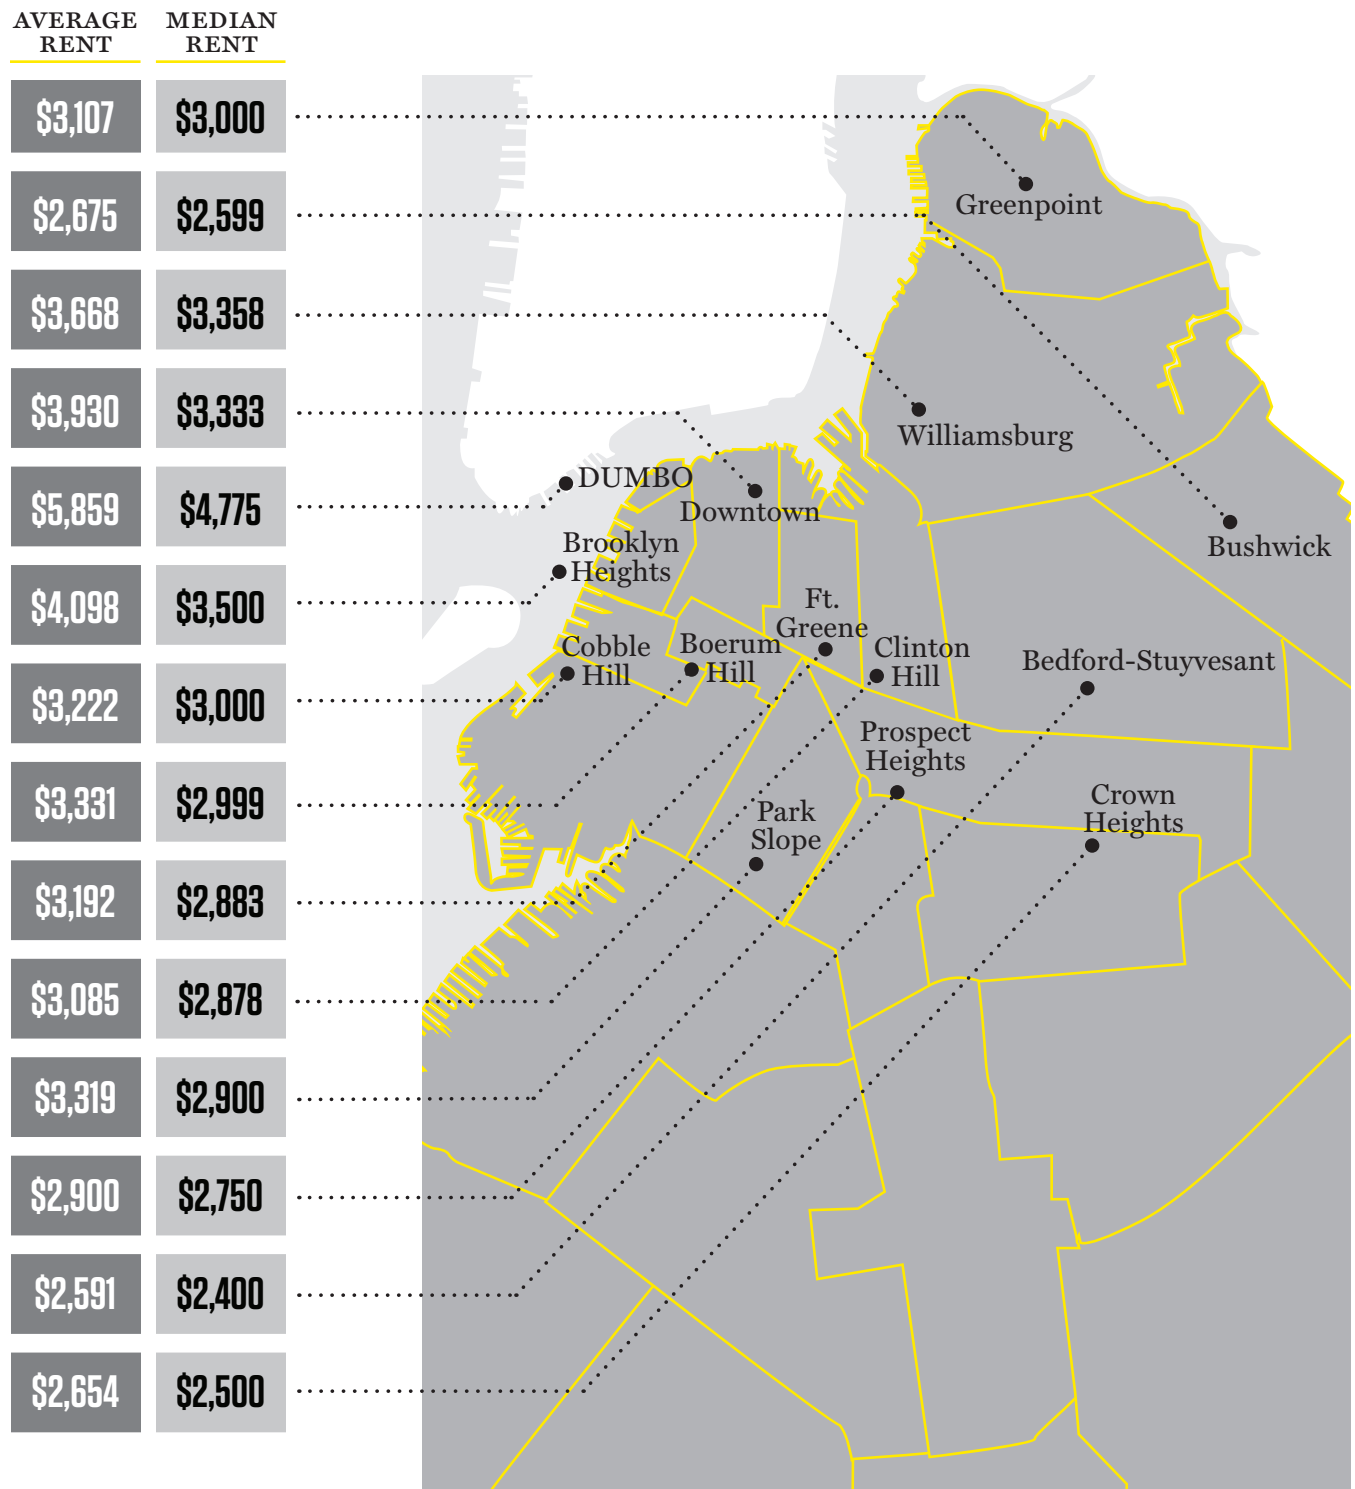 AVERAGE RENT
MEDIAN RENT
$3,107 $3,000
$2,675 $2,599
$3,668 $3,358
$3,930 $3,333
$5,859 $4,775
$4,098 $3,500
$3,222 $3,000
$3,331 $2,999
$3,192 $2,883
$3,085 $2,878
$3,319 $2,900
$2,900 $2,750
$2,591 $2,400
$2,654 $2,500
Greenpoint
Williamsburg
DUMBO
Downtown
Bushwick
Brooklyn
Heights
Ft.
Greene
Cobble
Hill
Boerum
Hill
Clinton
Hill
Bedford-Stuyvesant
Prospect
Heights
Park
Slope
Crown
Heights